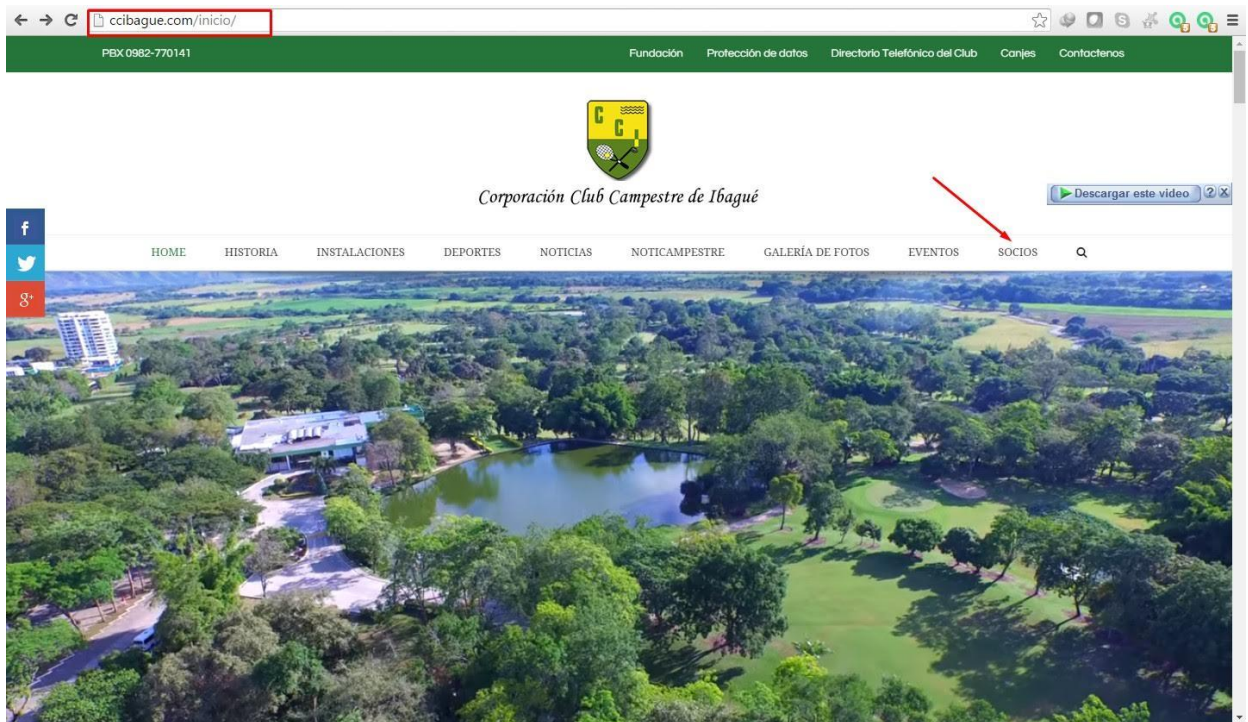 ccibague.com/inicio/
PBX 0982-770141
Fundación Protección de datos Directorio Telefónico del Club Canjes Contactenos
C C I
Corporación Club Campestre de Ibagué
Descargar este video ? X
f
HOME HISTORIA INSTALACIONES DEPORTES NOTICIAS NOTICAMPESTRE GALERÍA DE FOTOS EVENTOS SOCIOS
g+